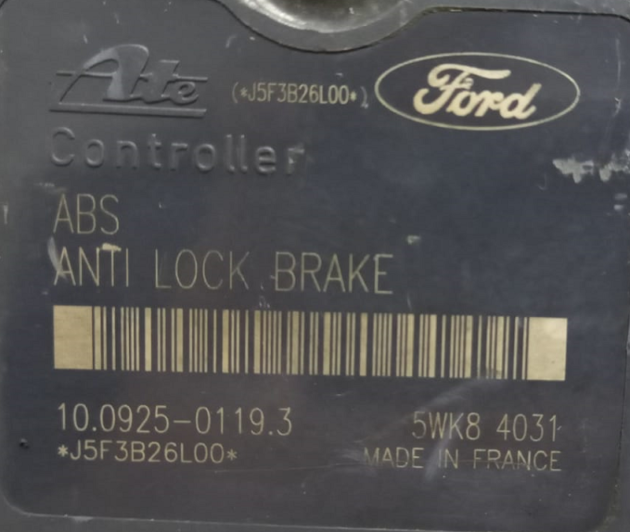 Ate (*J5F3B26L00*) Ford
Controller
ABS
ANTI LOCK BRAKE
10.0925-0119.3 5WK8 4031
*J5F3B26L00* MADE IN FRANCE